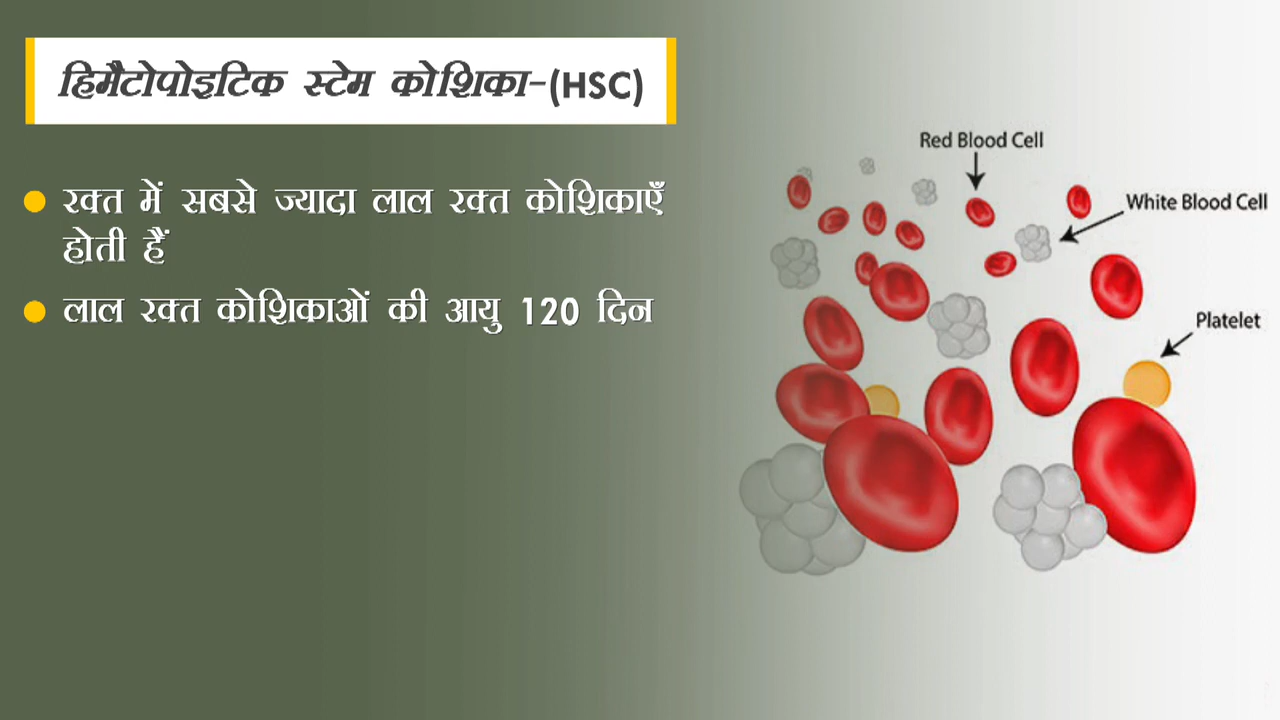 हिमैटोपोइटिक स्टेम कोशिका-(HSC)
रक्त में सबसे ज्यादा लाल रक्त कोशिकाएँ
होती हैं
लाल रक्त कोशिकाओं की आयु 120 दिन
Red Blood Cell
White Blood Cell
Platelet